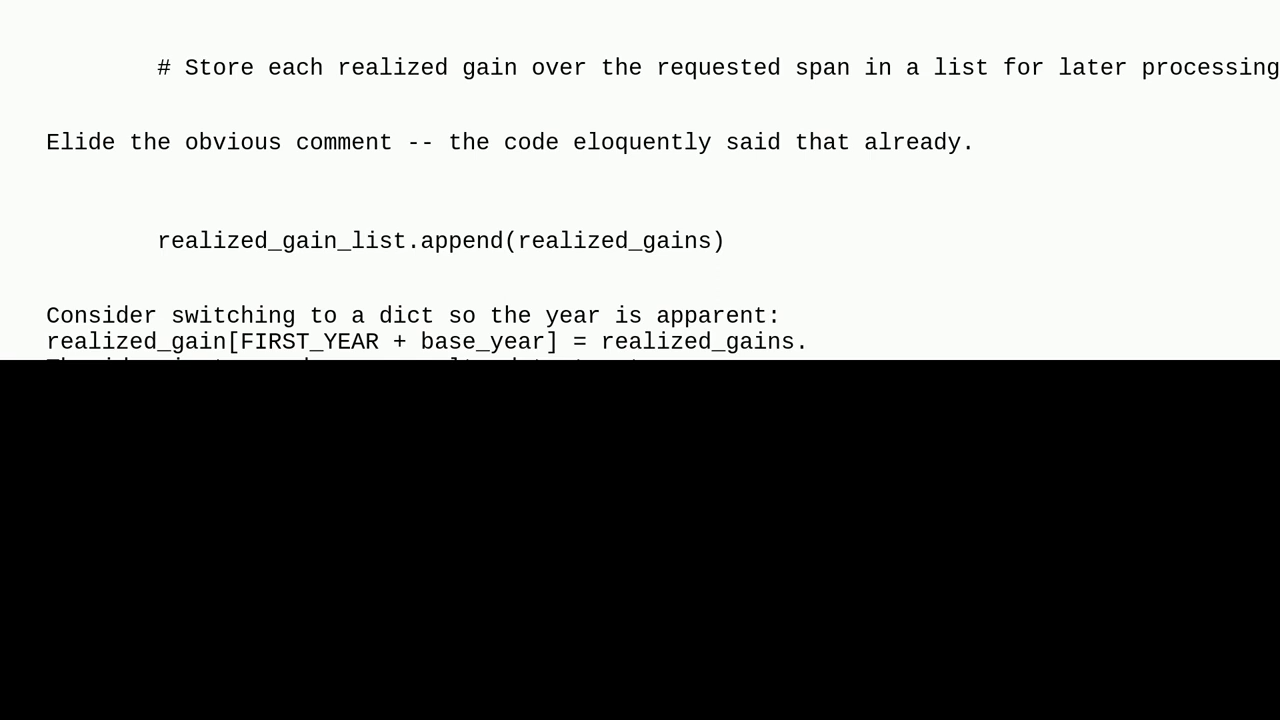 # Store each realized gain over the requested span in a list for later processing
Elide the obvious comment -- the code eloquently said that already.
realized_gain_list.append(realized_gains)
Consider switching to a dict so the year is apparent:
realized_gain[FIRST_YEAR + base_year] = realized_gains.